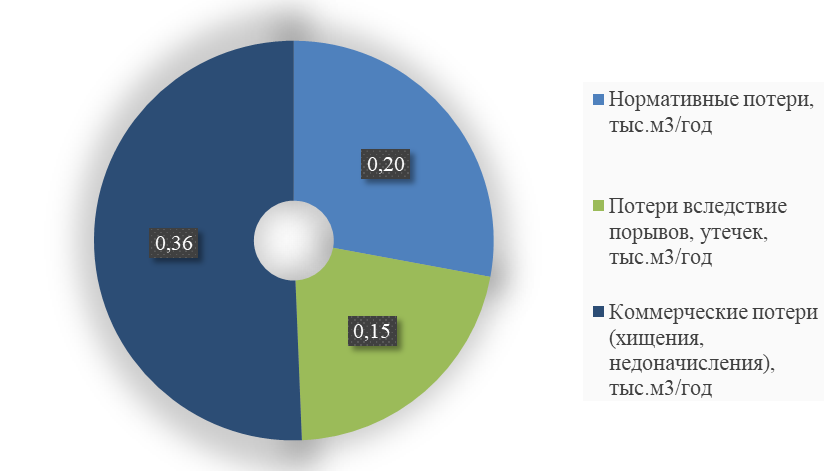 0,20
0,36
0,15
Нормативные потери,
тыс.м3/год
Потери вследствие
порывов, утечек,
тыс.м3/год
Коммерческие потери
(хищения,
недоначисления),
тыс.м3/год